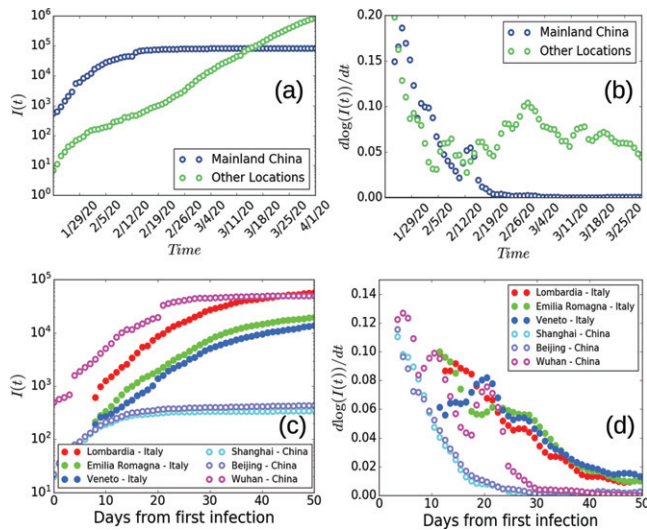 10^6
10^5
10^4
10^3
10^2
10^1
10^0
I(t)
(a)
Mainland China
Other Locations
1/29/20
2/5/20
2/12/20
2/19/20
2/26/20
3/4/20
3/11/20
3/18/20
3/25/20
4/1/20
Time
0.20
0.15
0.10
0.05
0.00
dlog(I(t))/dt
(b)
Mainland China
Other Locations
1/29/20
2/5/20
2/12/20
2/19/20
2/26/20
3/4/20
3/11/20
3/18/20
3/25/20
Time
10^5
10^4
10^3
10^2
10^1
I(t)
(c)
Lombardia - Italy
Emilia Romagna - Italy
Veneto - Italy
Shanghai - China
Beijing - China
Wuhan - China
0 10 20 30 40 50
Days from first infection
0.14
0.12
0.10
0.08
0.06
0.04
0.02
0.00
dlog(I(t))/dt
Lombardia - Italy
Emilia Romagna - Italy
Veneto - Italy
Shanghai - China
Beijing - China
Wuhan - China
(d)
0 10 20 30 40 50
Days from first infection